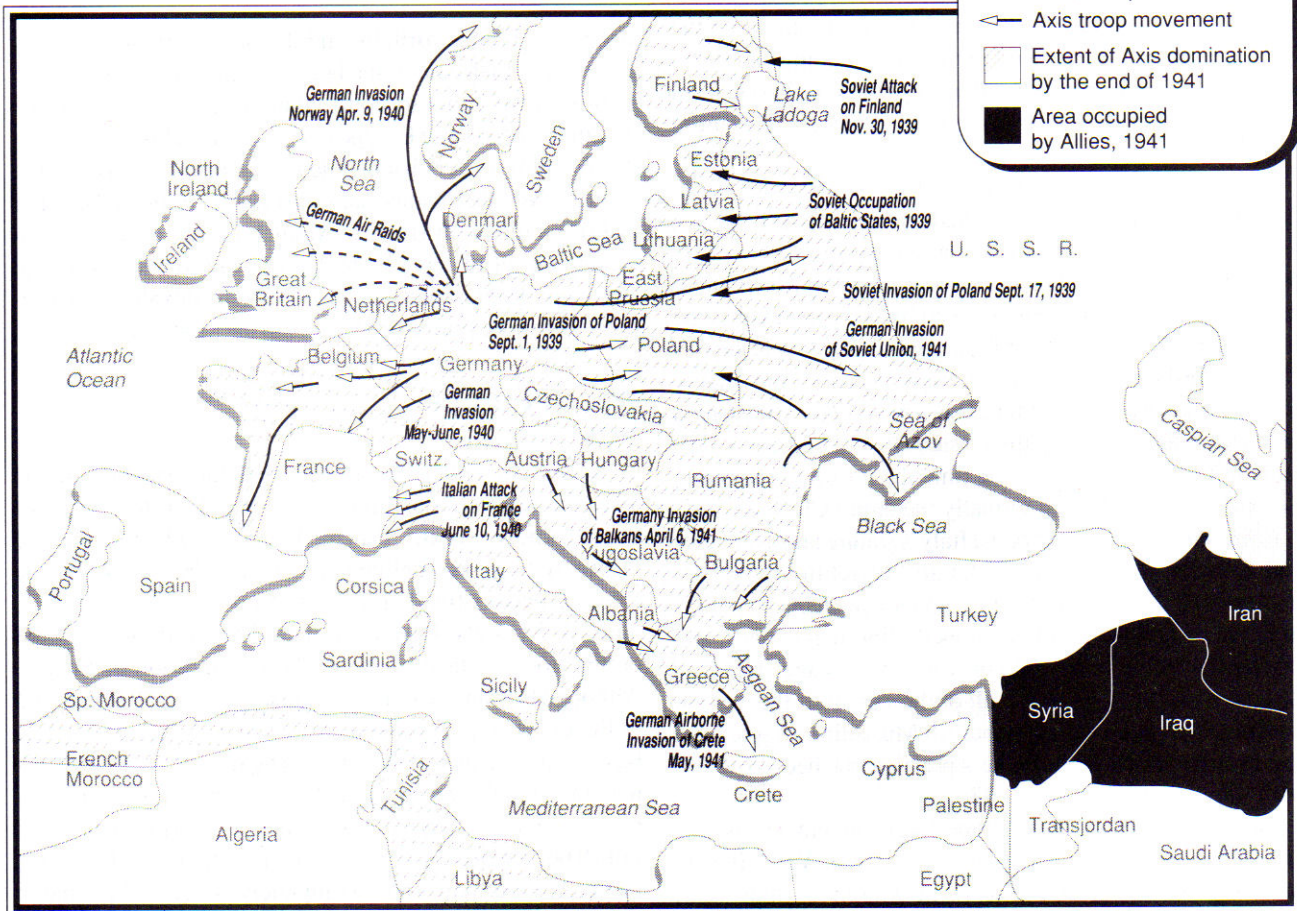 Axis troop movement
Extent of Axis domination
by the end of 1941
Area occupied
by Allies, 1941
German Invasion
Norway Apr. 9, 1940
Norway
Sweden
Finland
Lake
Ladoga
Soviet Attack
on Finland
Nov. 30, 1939
North
Ireland
North
Sea
Ireland
German Air Raids
Great
Britain
Denmarl
Baltic Sea
Estonia
Latvia
Lithuania
Soviet Occupation
of Baltic States, 1939
U. S. S. R.
East
Prussia
Netherlands
Soviet Invasion of Poland Sept. 17, 1939
German Invasion of Poland
Sept. 1, 1939
Poland
German Invasion
of Soviet Union, 1941
Atlantic
Ocean
Belgium
Germany
German
Invasion
May-June, 1940
Czechoslovakia
Sea of
Azov
Caspian Sea
France
Switz.
Austria
Hungary
Rumania
Italian Attack
on France
June 10, 1940
Germany Invasion
of Balkans April 6, 1941
Black Sea
Yugoslavia
Bulgaria
Portugal
Spain
Corsica
Italy
Albania
Turkey
Iran
Sardinia
Sicily
Greece
Aegean Sea
Syria
Iraq
Sp. Morocco
German Airborne
Invasion of Crete
May, 1941
French
Morocco
Tunisia
Mediterranean Sea
Crete
Cyprus
Palestine
Transjordan
Algeria
Libya
Egypt
Saudi Arabia